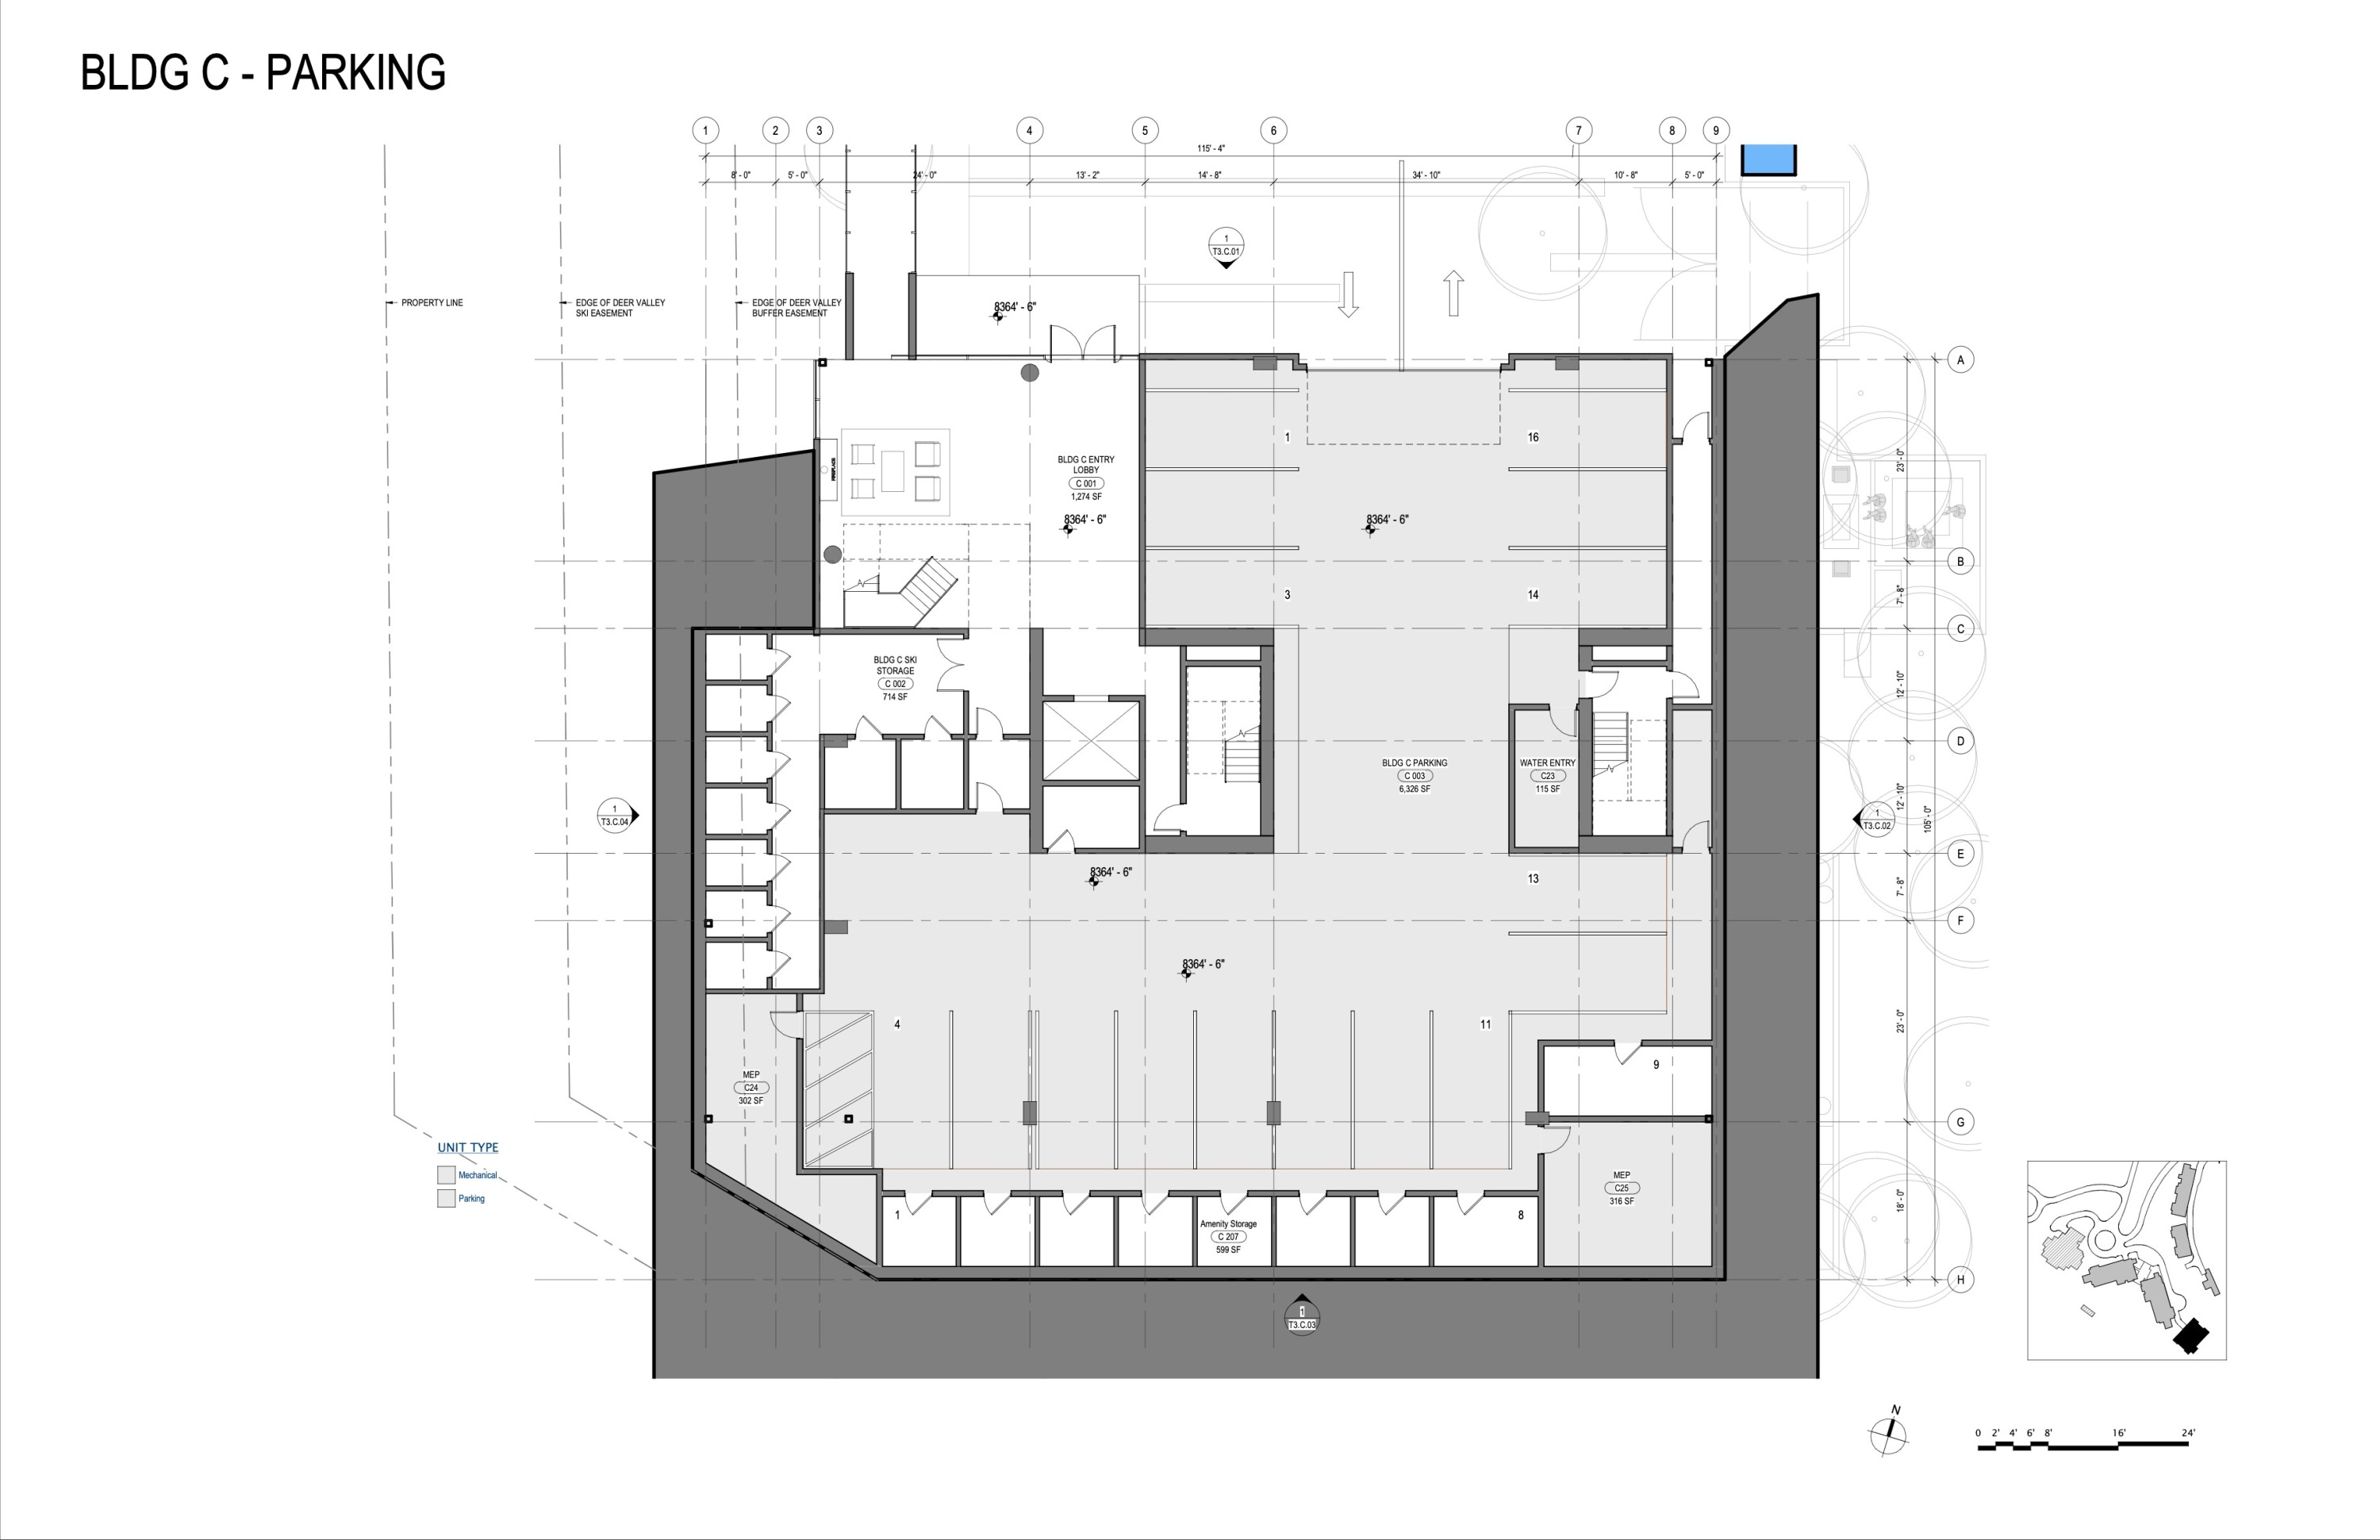 BLDG C - PARKING
1
2
3
4
5
6
7
8
9
115' - 4"
8' - 0"
5' - 0"
24' - 0"
13' - 2"
14' - 8"
34' - 10"
10' - 8"
5' - 0"
1
T3.C.01
PROPERTY LINE
EDGE OF DEER VALLEY
SKI EASEMENT
EDGE OF DEER VALLEY
BUFFER EASEMENT
8364' - 6"
A
1
16
BLDG C ENTRY
LOBBY
C 001
1,274 SF
FIREPLACE
23' - 0"
8364' - 6"
8364' - 6"
B
3
14
7' - 8"
C
BLDG C SKI
STORAGE
C 002
714 SF
12' - 10"
D
BLDG C PARKING
C 003
6,326 SF
WATER ENTRY
C23
115 SF
12' - 10"
105' - 0"
1
T3.C.04
1
T3.C.02
E
8364' - 6"
13
7' - 8"
F
8364' - 6"
4
11
23' - 0"
9
MEP
C24
302 SF
G
UNIT TYPE
Mechanical
Parking
MEP
C25
316 SF
18' - 0"
1
Amenity Storage
C 207
599 SF
8
H
1
T3.C.03
N
0 2' 4' 6' 8' 16' 24'